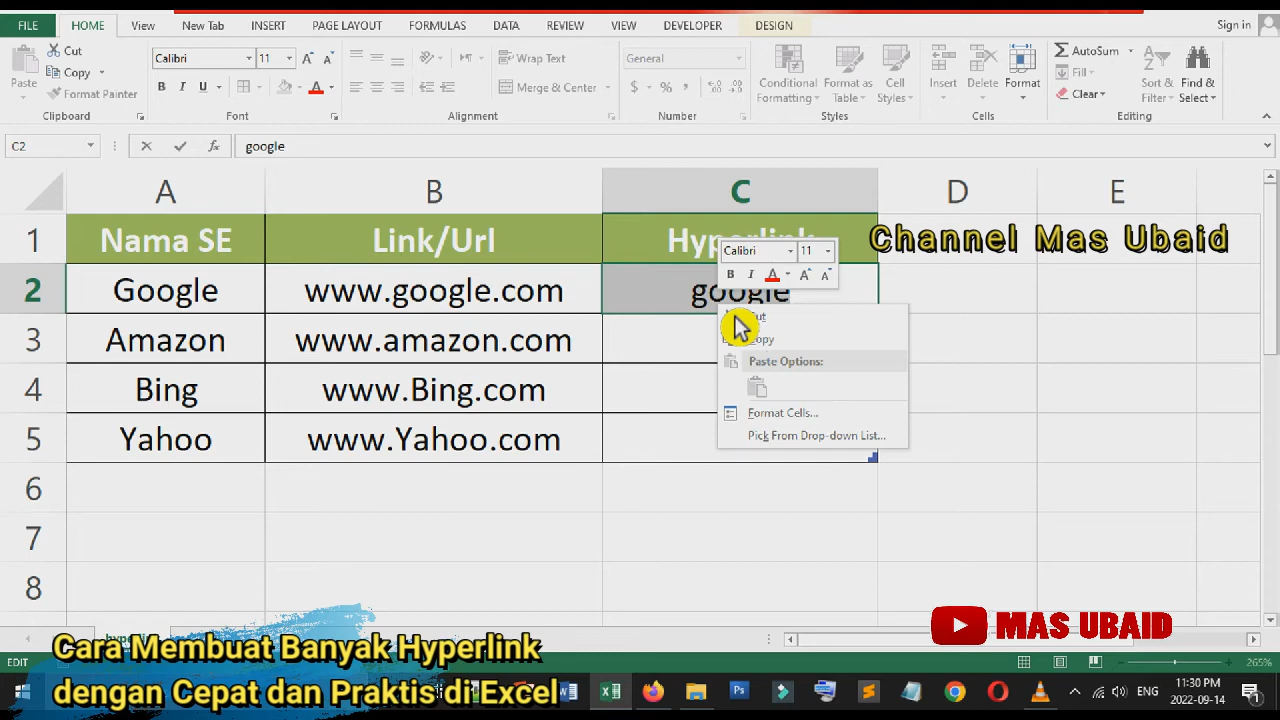 FILE HOME View New Tab INSERT PAGE LAYOUT FORMULAS DATA REVIEW VIEW DEVELOPER DESIGN Sign in
Paste
Cut
Copy
Format Painter
Clipboard
Calibri 11
B I U
Font
Wrap Text
Merge & Center
Alignment
General
$ % ,
Number
Conditional Formatting
Format as Table
Cell Styles
Styles
Insert
Delete
Format
Cells
AutoSum
Fill
Clear
Sort & Filter
Find & Select
Editing
C2 fx google
A B C D E
1 Nama SE Link/Url Hyperlink
Channel Mas Ubaid
2 Google www.google.com google
3 Amazon www.amazon.com
4 Bing www.Bing.com
5 Yahoo www.Yahoo.com
6
7
8
Calibri 11
B I A
Paste Options:
Format Cells...
Pick From Drop-down List...
MAS UBAID
Cara Membuat Banyak Hyperlink
dengan Cepat dan Praktis di Excel
EDIT
265%
ENG
11:30 PM
2022-09-14